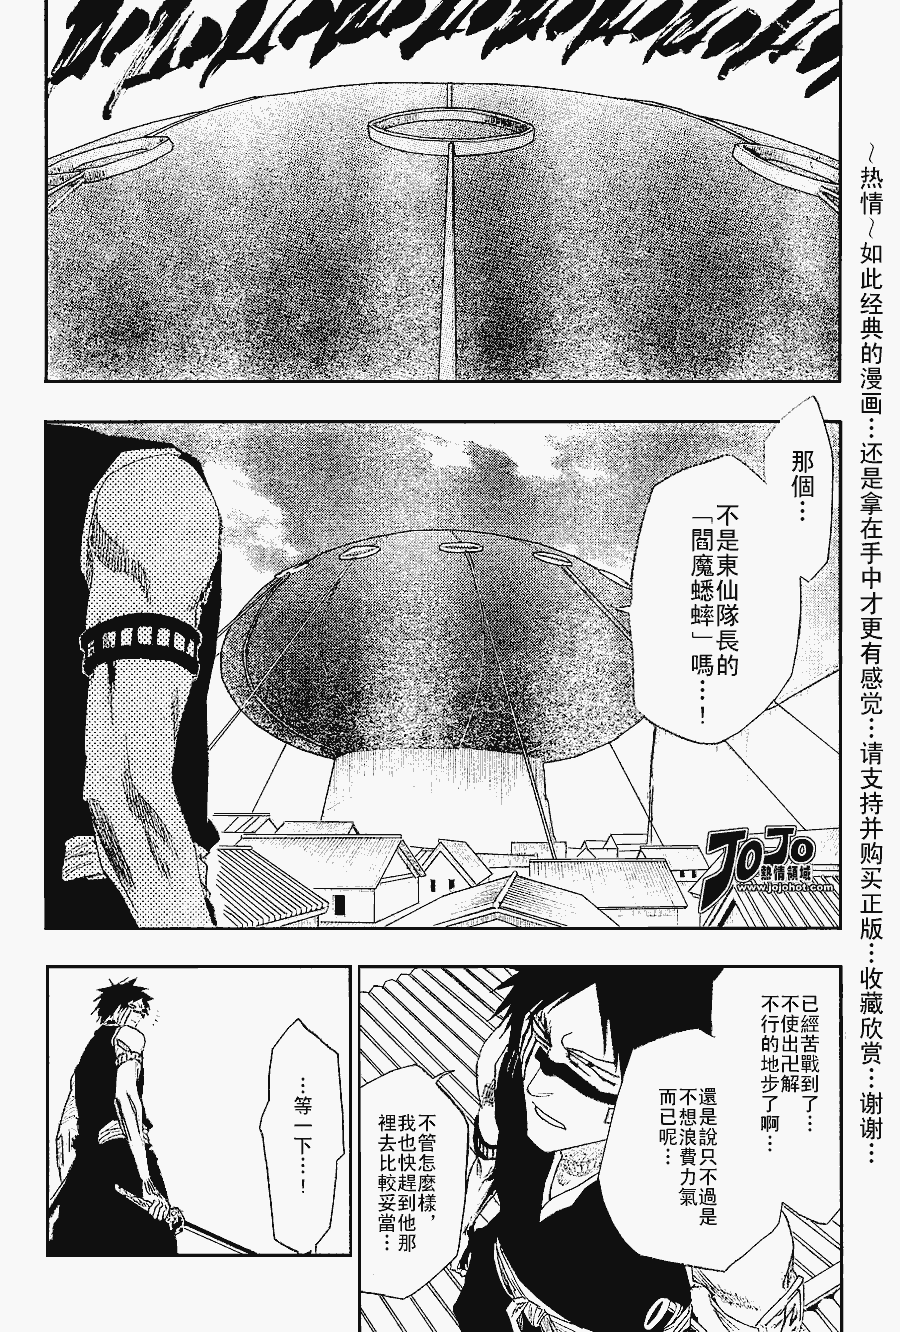 那個…
不是東仙隊長的
「閻魔蟋蟀」嗎…!
已經苦戰到了…
不使出卍解
不行的地步了啊…
還是說只不過是
不想浪費力氣
而已呢…
不管怎麼樣,
我也快趕到他那
裡去比較妥當…
…等一下…!
JOJO
熱情領域
www.jojohot.com
~热情~如此经典的漫画…还是拿在手中才更有感觉…请支持并购买正版…收藏欣赏…谢谢…